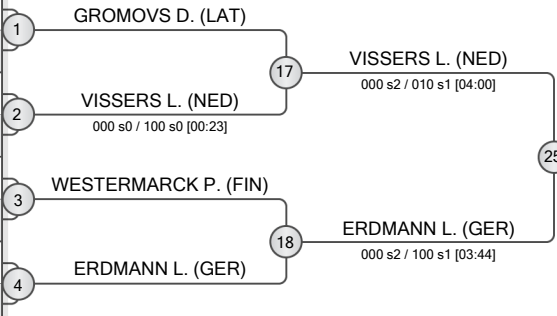 GROMOVS D. (LAT)
1
17
VISSERS L. (NED)
000 s2 / 010 s1 [04:00]
VISSERS L. (NED)
2
000 s0 / 100 s0 [00:23]
25
WESTERMARCK P. (FIN)
3
18
ERDMANN L. (GER)
000 s2 / 100 s1 [03:44]
ERDMANN L. (GER)
4